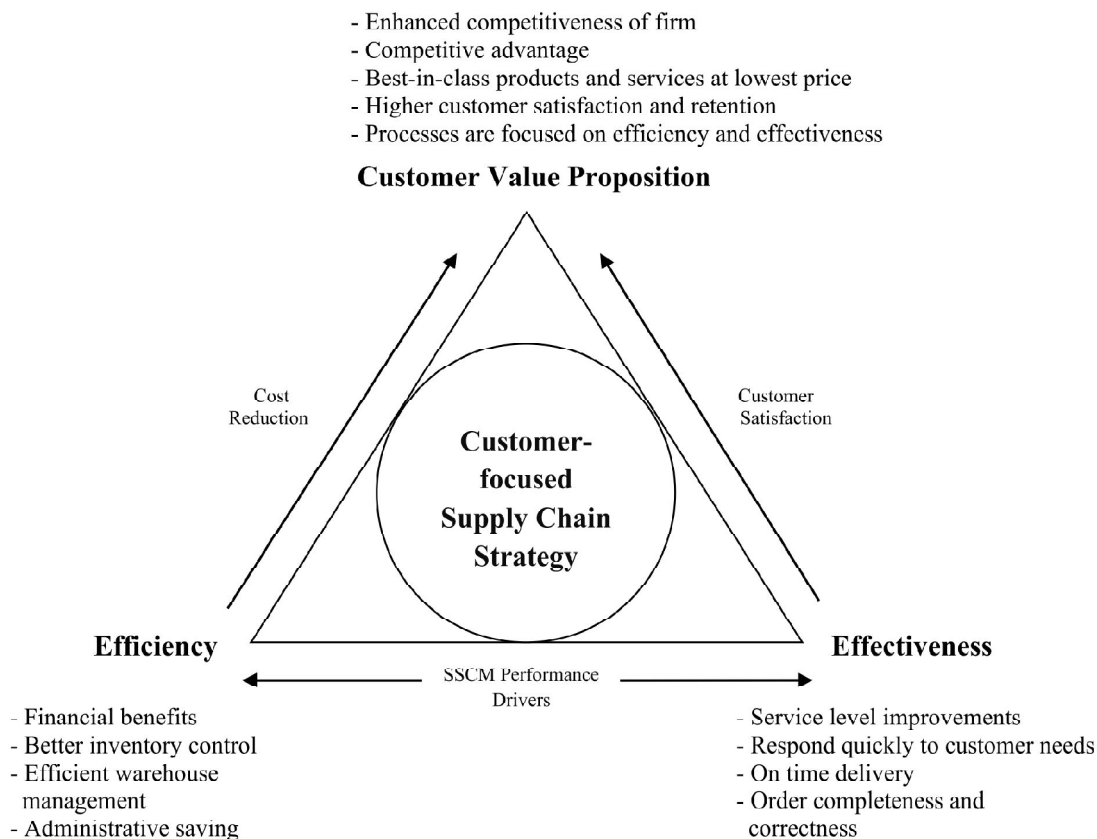 - Enhanced competitiveness of firm
- Competitive advantage
- Best-in-class products and services at lowest price
- Higher customer satisfaction and retention
- Processes are focused on efficiency and effectiveness
Customer Value Proposition
Cost
Reduction
Customer
Satisfaction
Customer-
focused
Supply Chain
Strategy
Efficiency
Effectiveness
SSCM Performance
Drivers
- Financial benefits
- Better inventory control
- Efficient warehouse
management
- Administrative saving
- Service level improvements
- Respond quickly to customer needs
- On time delivery
- Order completeness and
correctness